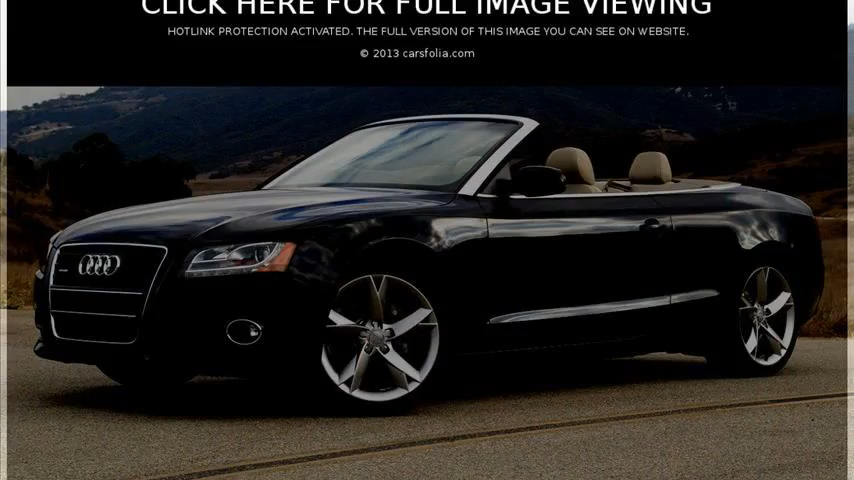 CLICK HERE FOR FULL IMAGE VIEWING
HOTLINK PROTECTION ACTIVATED. THE FULL VERSION OF THIS IMAGE YOU CAN SEE ON WEBSITE.
© 2013 carsfolia.com